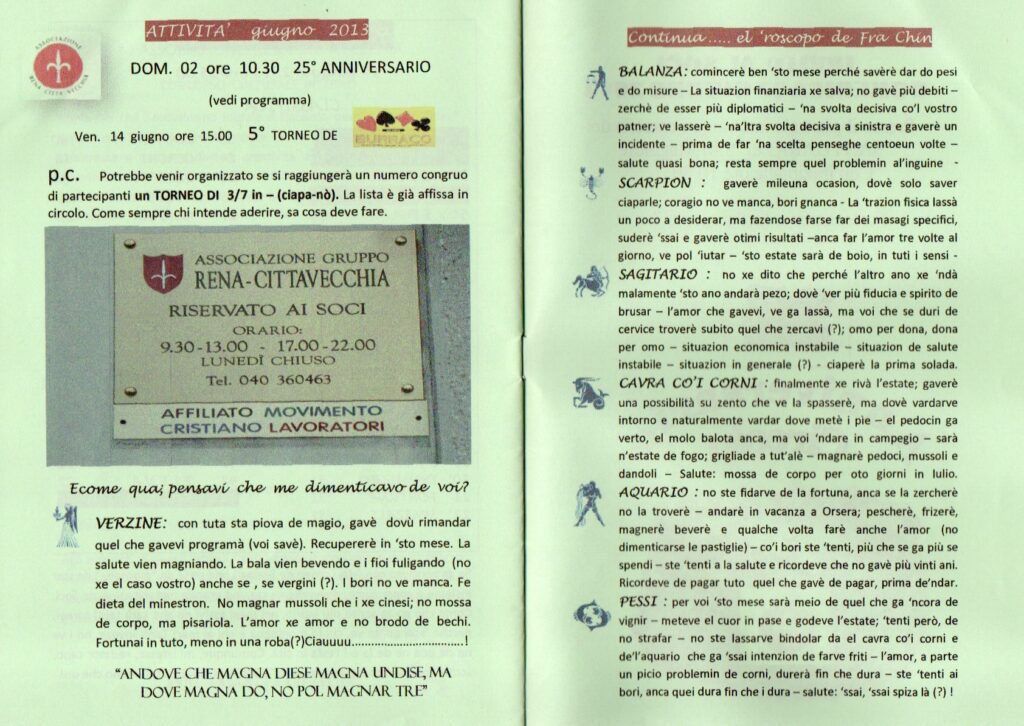 ATTIVITA' giugno 2013
ASSOCIAZIONE
RENA CITTAVECCHIA
DOM. 02 ore 10.30 25° ANNIVERSARIO
(vedi programma)
Ven. 14 giugno ore 15.00 5° TORNEO DE BURRACO
p.c. Potrebbe venir organizzato se si raggiungerà un numero congruo
di partecipanti un TORNEO DI 3/7 in – (ciapa-nò). La lista è già affissa in
circolo. Come sempre chi intende aderire, sa cosa deve fare.
ASSOCIAZIONE GRUPPO
RENA-CITTAVECCHIA
RISERVATO AI SOCI
ORARIO:
9.30-13.00 - 17.00-22.00
LUNEDÌ CHIUSO
Tel. 040 360463
AFFILIATO MOVIMENTO
CRISTIANO LAVORATORI
Ecome qua; pensavi che me dimenticavo de voi?
VERZINE: con tuta sta piova de magio, gavè dovù rimandar
quel che gavevi programà (voi savè). Recupererè in 'sto mese. La
salute vien magniando. La bala vien bevendo e i fioi fuligando (no
xe el caso vostro) anche se , se vergini (?). I bori no ve manca. Fe
dieta del minestron. No magnar mussoli che i xe cinesi; no mossa
de corpo, ma pisariola. L'amor xe amor e no brodo de bechi.
Fortunai in tuto, meno in una roba(?)Ciauuuu.............................!
"ANDOVE CHE MAGNA DIESE MAGNA UNDISE, MA
DOVE MAGNA DO, NO POL MAGNAR TRE"
Continua..... el 'roscopo de Fra Chin
BALANZA: comincerè ben 'sto mese perché savèrè dar do pesi
e do misure – La situazion finanziaria xe salva; no gavè più debiti –
zerchè de esser più diplomatici – 'na svolta decisiva co'l vostro
patner; ve lasserè – 'na'ltra svolta decisiva a sinistra e gaverè un
incidente – prima de far 'na scelta penseghe centoeun volte –
salute quasi bona; resta sempre quel problemin al'inguine -
SCARPION : gaverè mileuna ocasion, dovè solo saver
ciaparle; coragio no ve manca, bori gnanca - La 'trazion fisica lassà
un poco a desiderar, ma fazendose farse far dei masagi specifici,
suderè 'ssai e gaverè otimi risultati –anca far l'amor tre volte al
giorno, ve pol 'iutar – 'sto estate sarà de boio, in tuti i sensi -
SAGITARIO : no xe dito che perché l'altro ano xe 'ndà
malamente 'sto ano andarà pezo; dovè 'ver più fiducia e spirito de
brusar – l'amor che gavevi, ve ga lassà, ma voi che se duri de
cervice troverè subito quel che zercavi (?); omo per dona, dona
per omo – situazion economica instabile – situazion de salute
instabile – situazion in generale (?) - ciaperè la prima solada.
CAVRA CO'I CORNI : finalmente xe rivà l'estate; gaverè
una possibilità su zento che ve la spasserè, ma dovè vardarve
intorno e naturalmente vardar dove metè i pie – el pedocin ga
verto, el molo balota anca, ma voi 'ndare in campegio – sarà
n'estate de fogo; grigliade a tut'alè – magnarè pedoci, mussoli e
dandoli – Salute: mossa de corpo per oto giorni in lulio.
AQUARIO : no ste fidarve de la fortuna, anca se la zercherè
no la troverè – andarè in vacanza a Orsera; pescherè, frizerè,
magnerè beverè e qualche volta farè anche l'amor (no
dimenticarse le pastiglie) – co'i bori ste 'tenti, più che se ga più se
spendi – ste 'tenti a la salute e ricordeve che no gavè più vinti ani.
Ricordeve de pagar tuto quel che gavè de pagar, prima de'ndar.
PESSI : per voi 'sto mese sarà meio de quel che ga 'ncora de
vignir – meteve el cuor in pase e godeve l'estate; 'tenti però, de
no strafar – no ste lassarve bindolar da el cavra co'i corni e
de'l'aquario che ga 'ssai intenzion de farve friti – l'amor, a parte
un picio problemin de corni, durerà fin che dura – ste 'tenti ai
bori, anca quei dura fin che i dura – salute: 'ssai, 'ssai spiza là (?) !